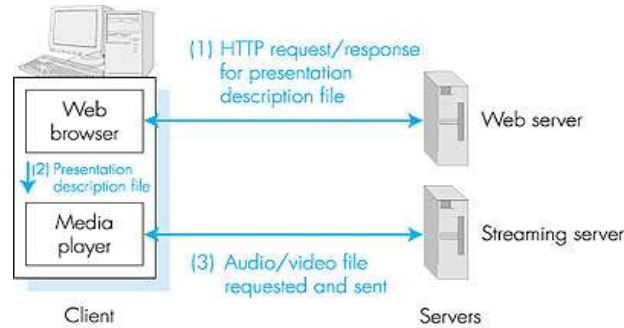 (1) HTTP request/response
for presentation
description file
Web
browser
Web server
(2) Presentation
description file
Media
player
Streaming server
(3) Audio/video file
requested and sent
Client
Servers